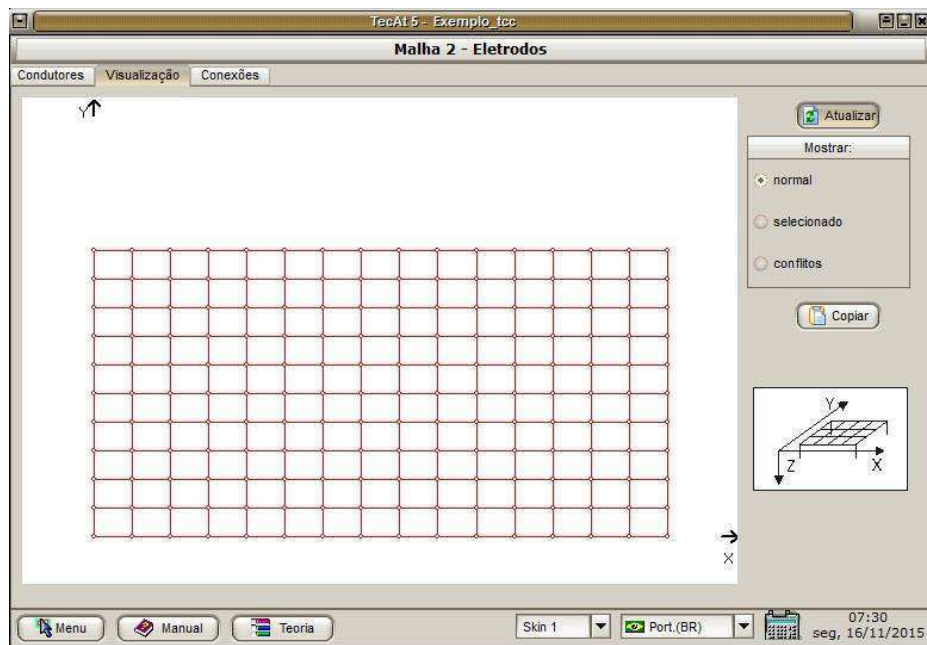 TecAt 5 - Exemplo_tcc
Malha 2 - Eletrodos
Condutores Visualização Conexões
Y
Atualizar
Mostrar:
normal
selecionado
conflitos
Copiar
Y
Z X
X
Menu Manual Teoria Skin 1 Port.(BR) 07:30
seg, 16/11/2015